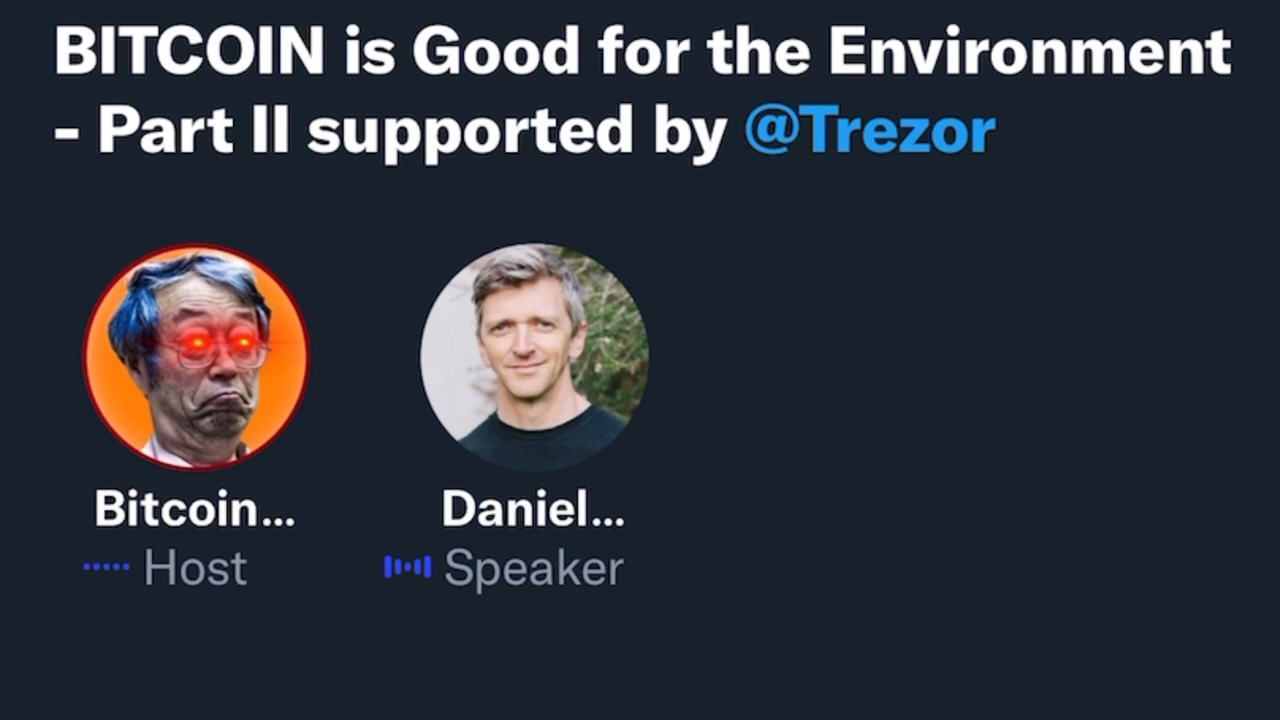 BITCOIN is Good for the Environment
- Part II supported by @Trezor
Bitcoin... Daniel...
Host Speaker